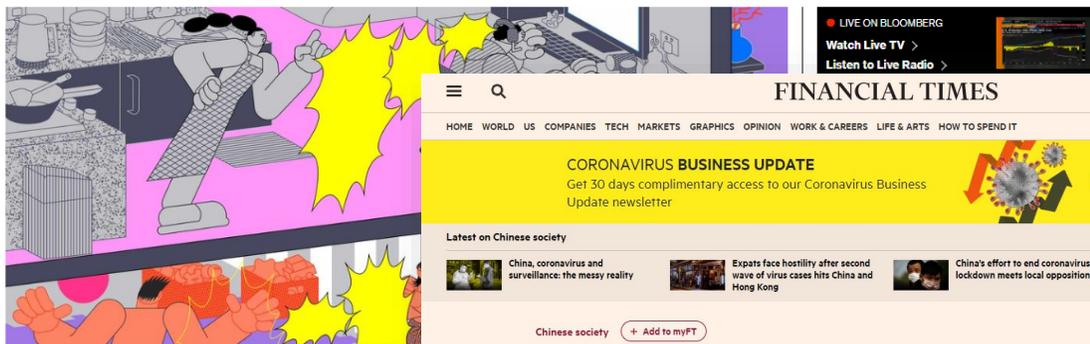 LIVE ON BLOOMBERG
Watch Live TV >
Listen to Live Radio >
FINANCIAL TIMES
HOME WORLD US COMPANIES TECH MARKETS GRAPHICS OPINION WORK & CAREERS LIFE & ARTS HOW TO SPEND IT
CORONAVIRUS BUSINESS UPDATE
Get 30 days complimentary access to our Coronavirus Business
Update newsletter
Latest on Chinese society
China, coronavirus and
surveillance: the messy reality
Expats face hostility after second
wave of virus cases hits China and
Hong Kong
China's effort to end coronavirus
lockdown meets local opposition
Chinese society
+ Add to myFT